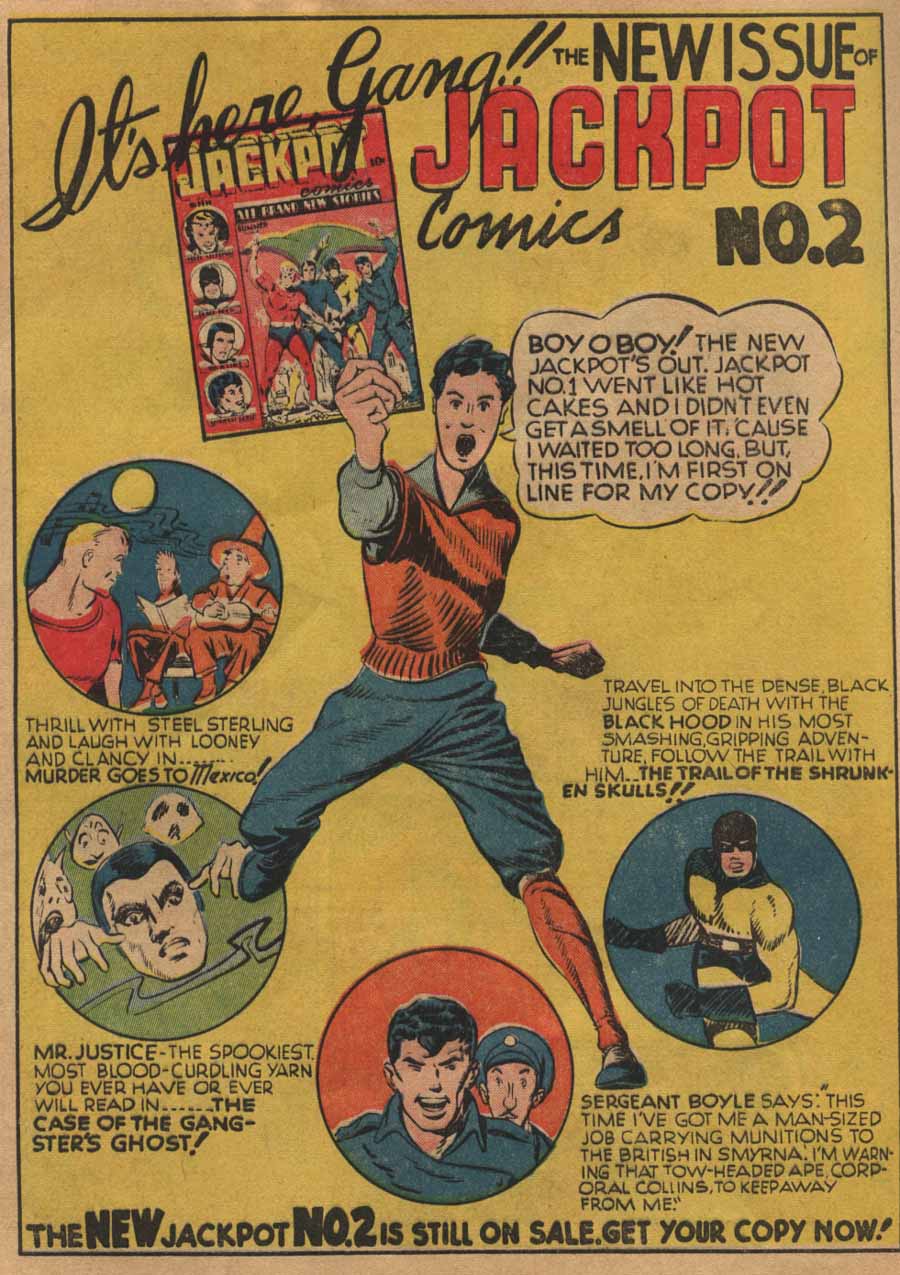 It's here, Gang!!
THE NEW ISSUE OF
JACKPOT
Comics
NO.2
JACKPOT
10¢
comics
WITH
ALL BRAND NEW STORIES
SUMMER
BOY O BOY! THE NEW
JACKPOT'S OUT. JACKPOT
NO.1 WENT LIKE HOT
CAKES AND I DIDN'T EVEN
GET A SMELL OF IT, 'CAUSE
I WAITED TOO LONG, BUT,
THIS TIME, I'M FIRST ON
LINE FOR MY COPY!!!
THRILL WITH STEEL STERLING
AND LAUGH WITH LOONEY
AND CLANCY IN........
MURDER GOES TO Mexico!
TRAVEL INTO THE DENSE, BLACK
JUNGLES OF DEATH WITH THE
BLACK HOOD IN HIS MOST
SMASHING, GRIPPING ADVEN-
TURE, FOLLOW THE TRAIL WITH
HIM...THE TRAIL OF THE SHRUNK-
EN SKULLS!!
MR. JUSTICE-THE SPOOKIEST,
MOST BLOOD-CURDLING YARN
YOU EVER HAVE OR EVER
WILL READ IN......THE
CASE OF THE GANG-
STER'S GHOST!
SERGEANT BOYLE SAYS: "THIS
TIME I'VE GOT ME A MAN-SIZED
JOB CARRYING MUNITIONS TO
THE BRITISH IN SMYRNA. I'M WARN-
ING THAT TOW-HEADED APE, CORP-
ORAL COLLINS, TO KEEP AWAY
FROM ME."
THE NEW JACKPOT NO.2 IS STILL ON SALE. GET YOUR COPY NOW!